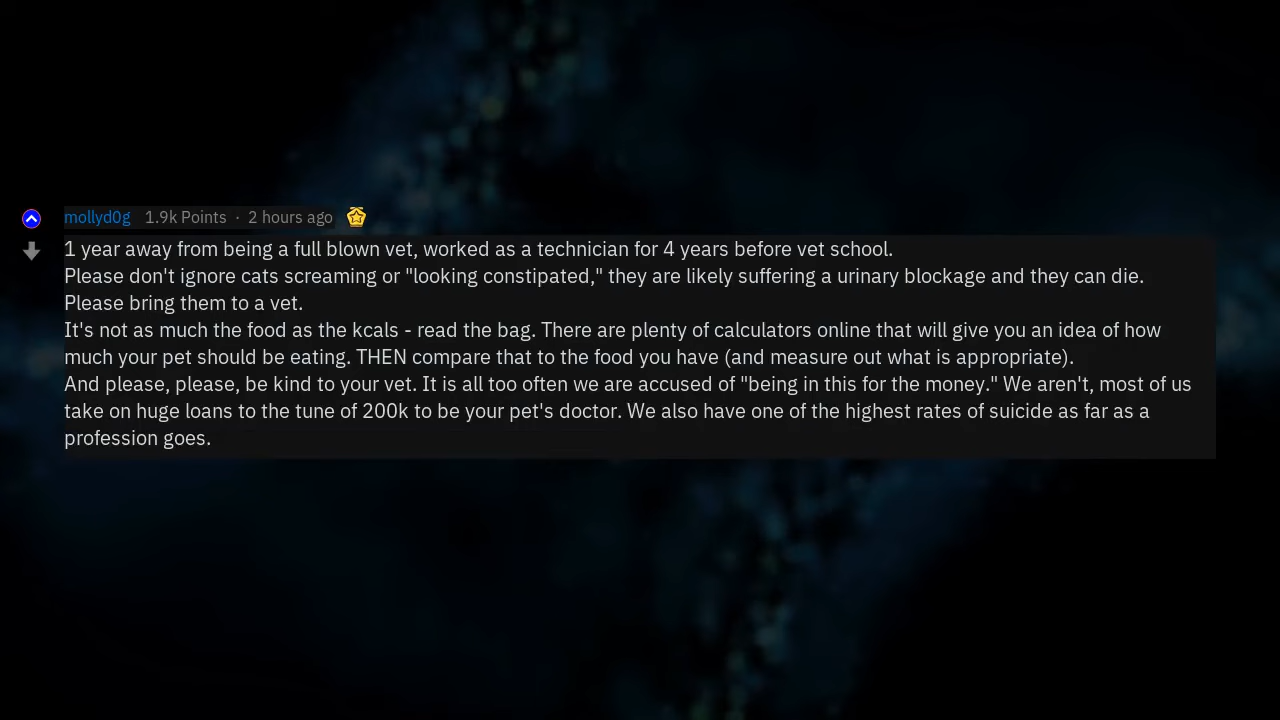 mollyd0g 1.9k Points · 2 hours ago
1 year away from being a full blown vet, worked as a technician for 4 years before vet school.
Please don't ignore cats screaming or "looking constipated," they are likely suffering a urinary blockage and they can die.
Please bring them to a vet.
It's not as much the food as the kcals - read the bag. There are plenty of calculators online that will give you an idea of how
much your pet should be eating. THEN compare that to the food you have (and measure out what is appropriate).
And please, please, be kind to your vet. It is all too often we are accused of "being in this for the money." We aren't, most of us
take on huge loans to the tune of 200k to be your pet's doctor. We also have one of the highest rates of suicide as far as a
profession goes.